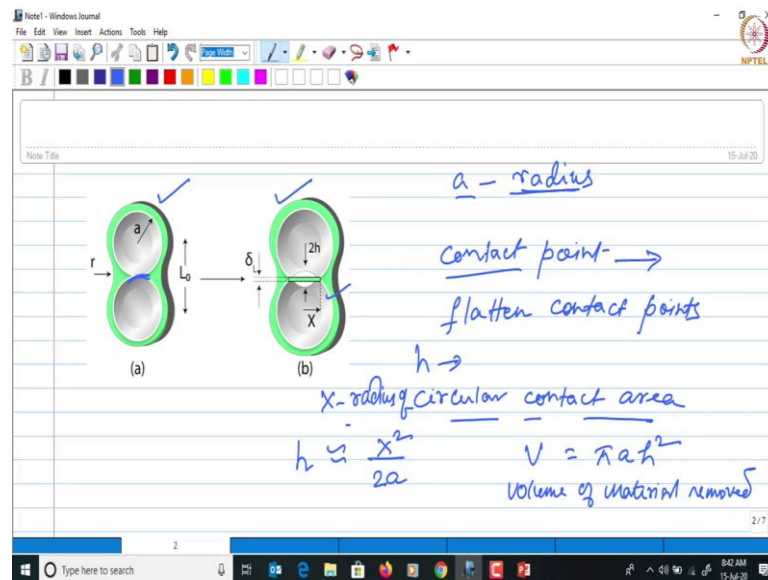 Note1 - Windows Journal
File Edit View Insert Actions Tools Help
Page Width
B I
NPTEL
Note Title
15-Jul-20
a - radius
contact point →
flatten contact points
h →
x - radius of circular contact area
h ≃ x²/2a
V = πah²
volume of material removed
a
r
L₀
(a)
δ
2h
X
(b)
2/7
2
Type here to search
8:42 AM
15-Jul-20